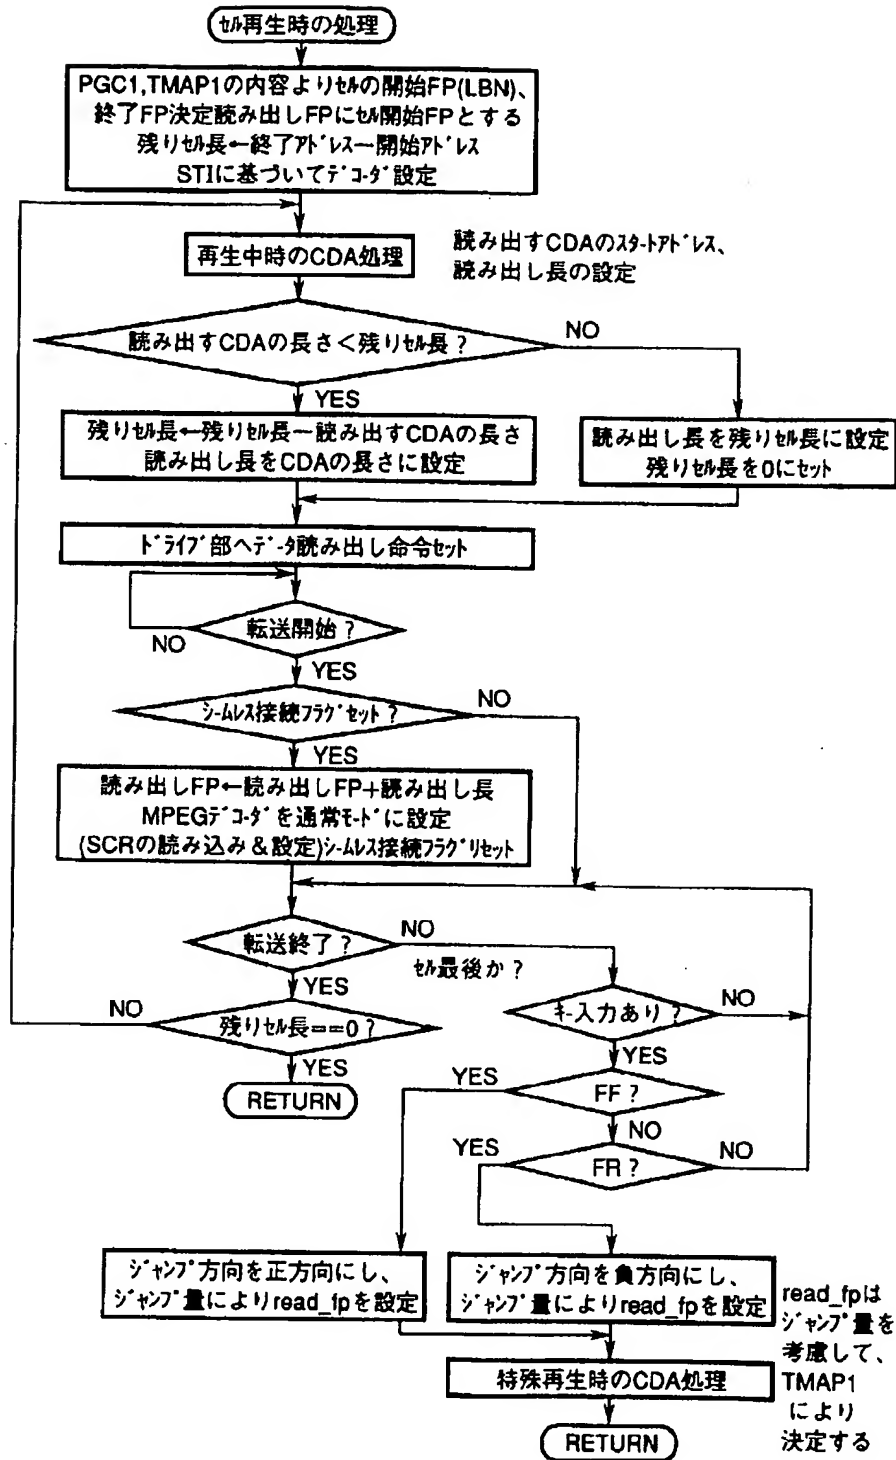 ｾﾙ再生時の処理
PGC1,TMAP1の内容よりｾﾙの開始FP(LBN)、
終了FP決定読み出しFPにｾﾙ開始FPとする
残りｾﾙ長←終了ｱﾄﾞﾚｽー開始ｱﾄﾞﾚｽ
STIに基づいてﾃﾞｺｰﾀﾞ設定
再生中時のCDA処理
読み出すCDAのｽﾀｰﾄｱﾄﾞﾚｽ、
読み出し長の設定
読み出すCDAの長さ＜残りｾﾙ長？
NO
YES
残りｾﾙ長←残りｾﾙ長ー読み出すCDAの長さ
読み出し長をCDAの長さに設定
読み出し長を残りｾﾙ長に設定
残りｾﾙ長を0にｾｯﾄ
ﾄﾞﾗｲﾌﾞ部へﾃﾞｰﾀ読み出し命令ｾｯﾄ
転送開始？
NO
YES
ｼｰﾑﾚｽ接続ﾌﾗｸﾞｾｯﾄ？
NO
YES
読み出しFP←読み出しFP+読み出し長
MPEGﾃﾞｺｰﾀﾞを通常ﾓｰﾄﾞに設定
(SCRの読み込み＆設定)ｼｰﾑﾚｽ接続ﾌﾗｸﾞﾘｾｯﾄ
転送終了？
NO
ｾﾙ最後か？
YES
NO
残りｾﾙ長==0？
YES
RETURN
ｷｰ入力あり？
NO
YES
YES
FF？
NO
YES
FR？
NO
ｼﾞｬﾝﾌﾟ方向を正方向にし、
ｼﾞｬﾝﾌﾟ量によりread_fpを設定
ｼﾞｬﾝﾌﾟ方向を負方向にし、
ｼﾞｬﾝﾌﾟ量によりread_fpを設定
read_fpは
ｼﾞｬﾝﾌﾟ量を
考慮して、
TMAP1
により
決定する
特殊再生時のCDA処理
RETURN